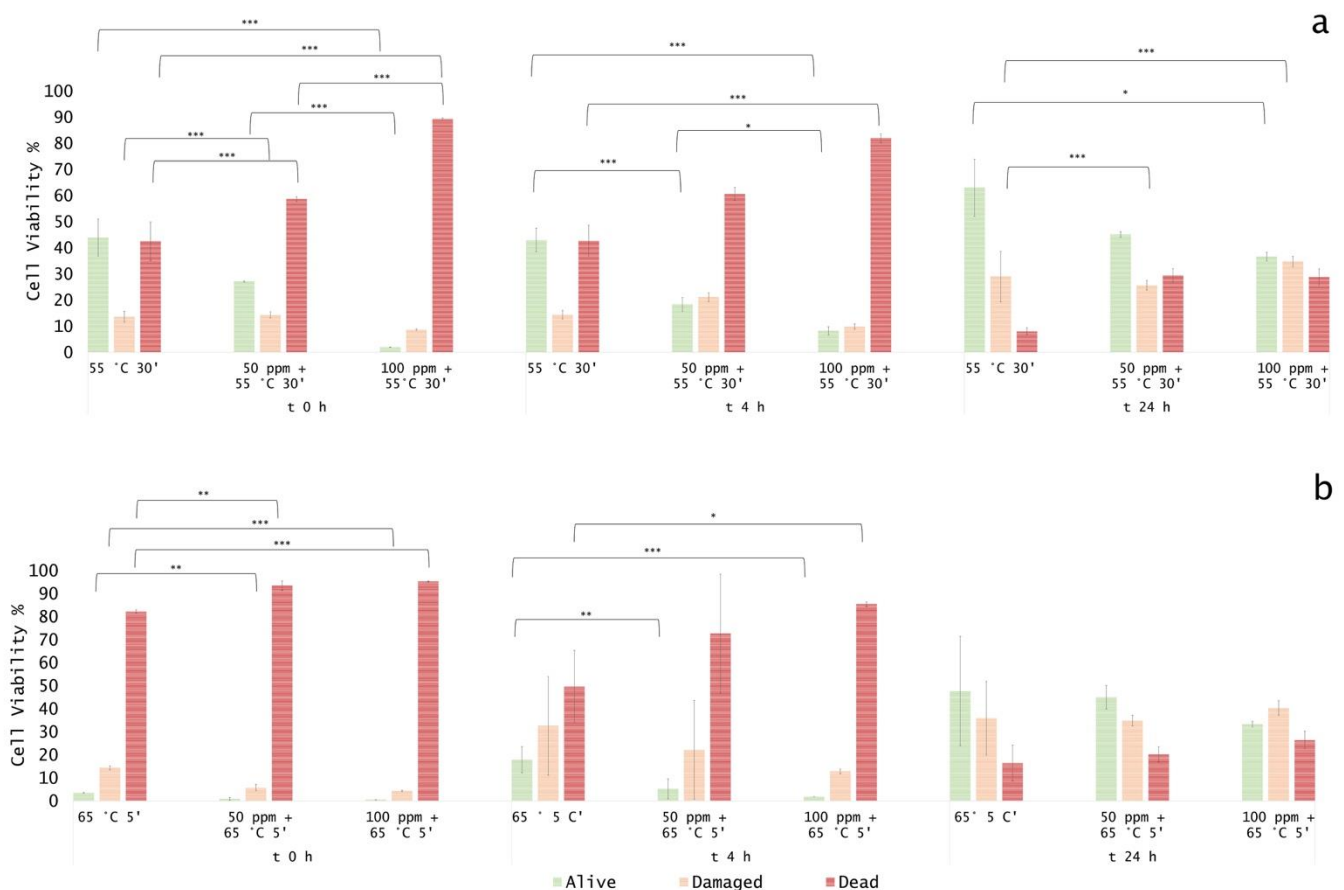 a
***
***
***
***
***
***
***
***
*
***
***
*
***
Cell Viability %
100
90
80
70
60
50
40
30
20
10
0
55 °C 30'
50 ppm +
55 °C 30'
100 ppm +
55°C 30'
55 °C 30'
50 ppm +
55 °C 30'
100 ppm +
55 °C 30'
55 °C 30'
50 ppm +
55 °C 30'
100 ppm +
55 °C 30'
t 0 h
t 4 h
t 24 h
b
**
***
***
**
*
***
**
Cell Viability %
100
90
80
70
60
50
40
30
20
10
0
65 °C 5'
50 ppm +
65 °C 5'
100 ppm +
65 °C 5'
65 ° 5 C'
50 ppm +
65 °C 5'
100 ppm +
65 °C 5'
65° 5 C'
50 ppm +
65 °C 5'
100 ppm +
65 °C 5'
t 0 h
t 4 h
t 24 h
Alive
Damaged
Dead